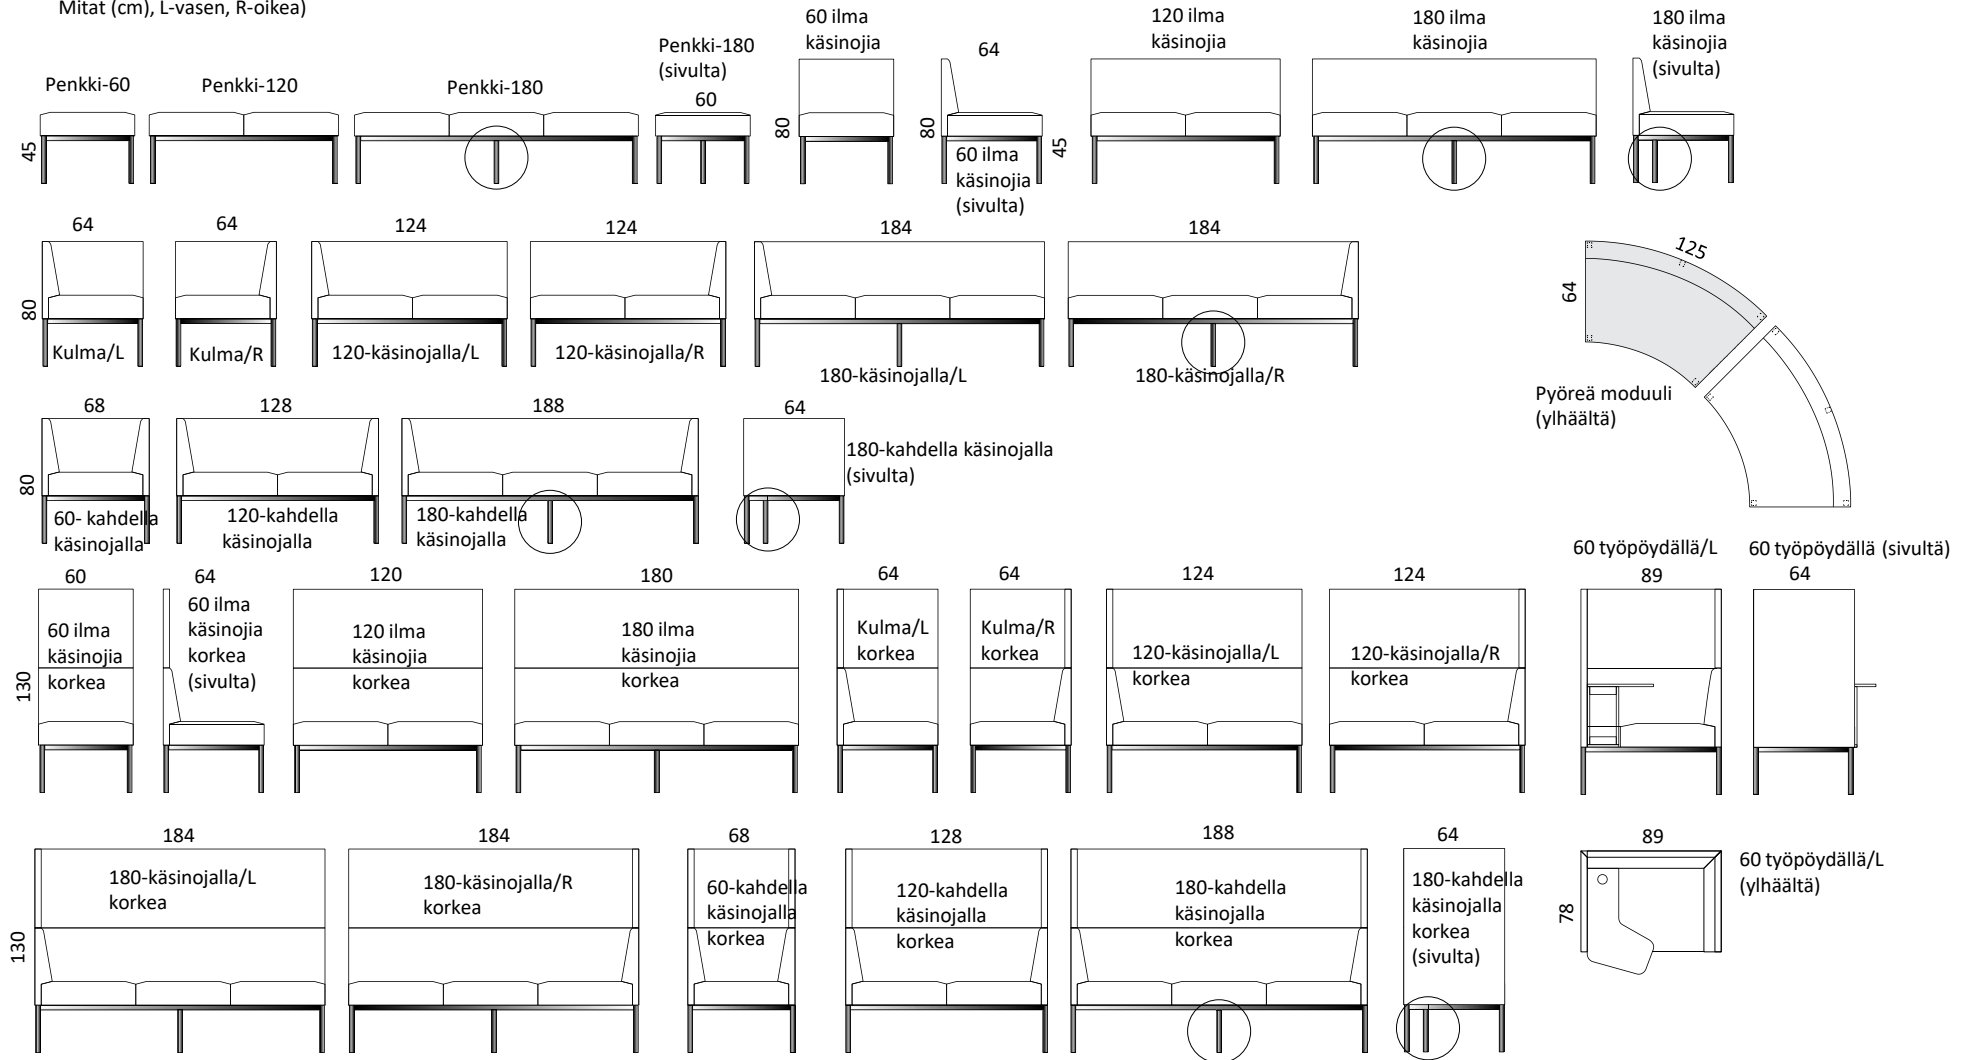 Mitat (cm), L-vasen, R-oikea)
Penkki-60
45
Penkki-120
Penkki-180
Penkki-180
(sivulta)
60
60 ilma
käsinojia
80
64
80
45
60 ilma
käsinojia
(sivulta)
120 ilma
käsinojia
180 ilma
käsinojia
180 ilma
käsinojia
(sivulta)
64
80
Kulma/L
64
Kulma/R
124
120-käsinojalla/L
124
120-käsinojalla/R
184
180-käsinojalla/L
184
180-käsinojalla/R
125
64
Pyöreä moduuli
(ylhäältä)
68
80
60- kahdella
käsinojalla
128
120-kahdella
käsinojalla
188
180-kahdella
käsinojalla
64
180-kahdella käsinojalla
(sivulta)
60
130
60 ilma
käsinojia
korkea
64
60 ilma
käsinojia
korkea
(sivulta)
120
120 ilma
käsinojia
korkea
180
180 ilma
käsinojia
korkea
64
Kulma/L
korkea
64
Kulma/R
korkea
124
120-käsinojalla/L
korkea
124
120-käsinojalla/R
korkea
60 työpöydällä/L
89
60 työpöydällä (sivultä)
64
184
130
180-käsinojalla/L
korkea
184
180-käsinojalla/R
korkea
68
60-kahdella
käsinojalla
korkea
128
120-kahdella
käsinojalla
korkea
188
180-kahdella
käsinojalla
korkea
64
180-kahdella
käsinojalla
korkea
(sivulta)
89
78
60 työpöydällä/L
(ylhäältä)